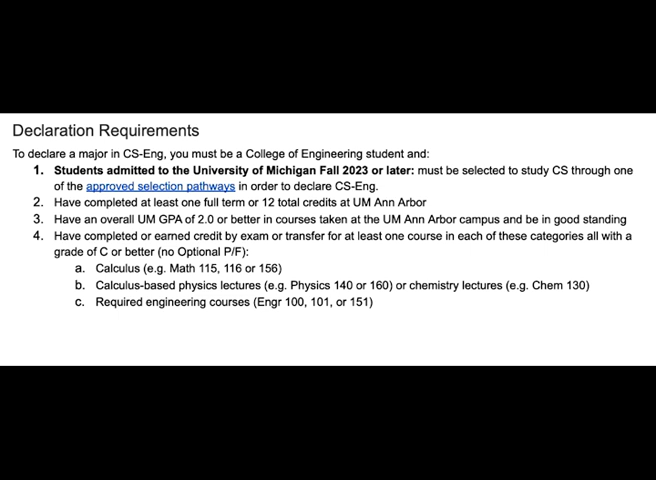 Declaration Requirements
To declare a major in CS-Eng, you must be a College of Engineering student and:
1. Students admitted to the University of Michigan Fall 2023 or later: must be selected to study CS through one
of the approved selection pathways in order to declare CS-Eng.
2. Have completed at least one full term or 12 total credits at UM Ann Arbor
3. Have an overall UM GPA of 2.0 or better in courses taken at the UM Ann Arbor campus and be in good standing
4. Have completed or earned credit by exam or transfer for at least one course in each of these categories all with a
grade of C or better (no Optional P/F):
a. Calculus (e.g. Math 115, 116 or 156)
b. Calculus-based physics lectures (e.g. Physics 140 or 160) or chemistry lectures (e.g. Chem 130)
c. Required engineering courses (Engr 100, 101, or 151)